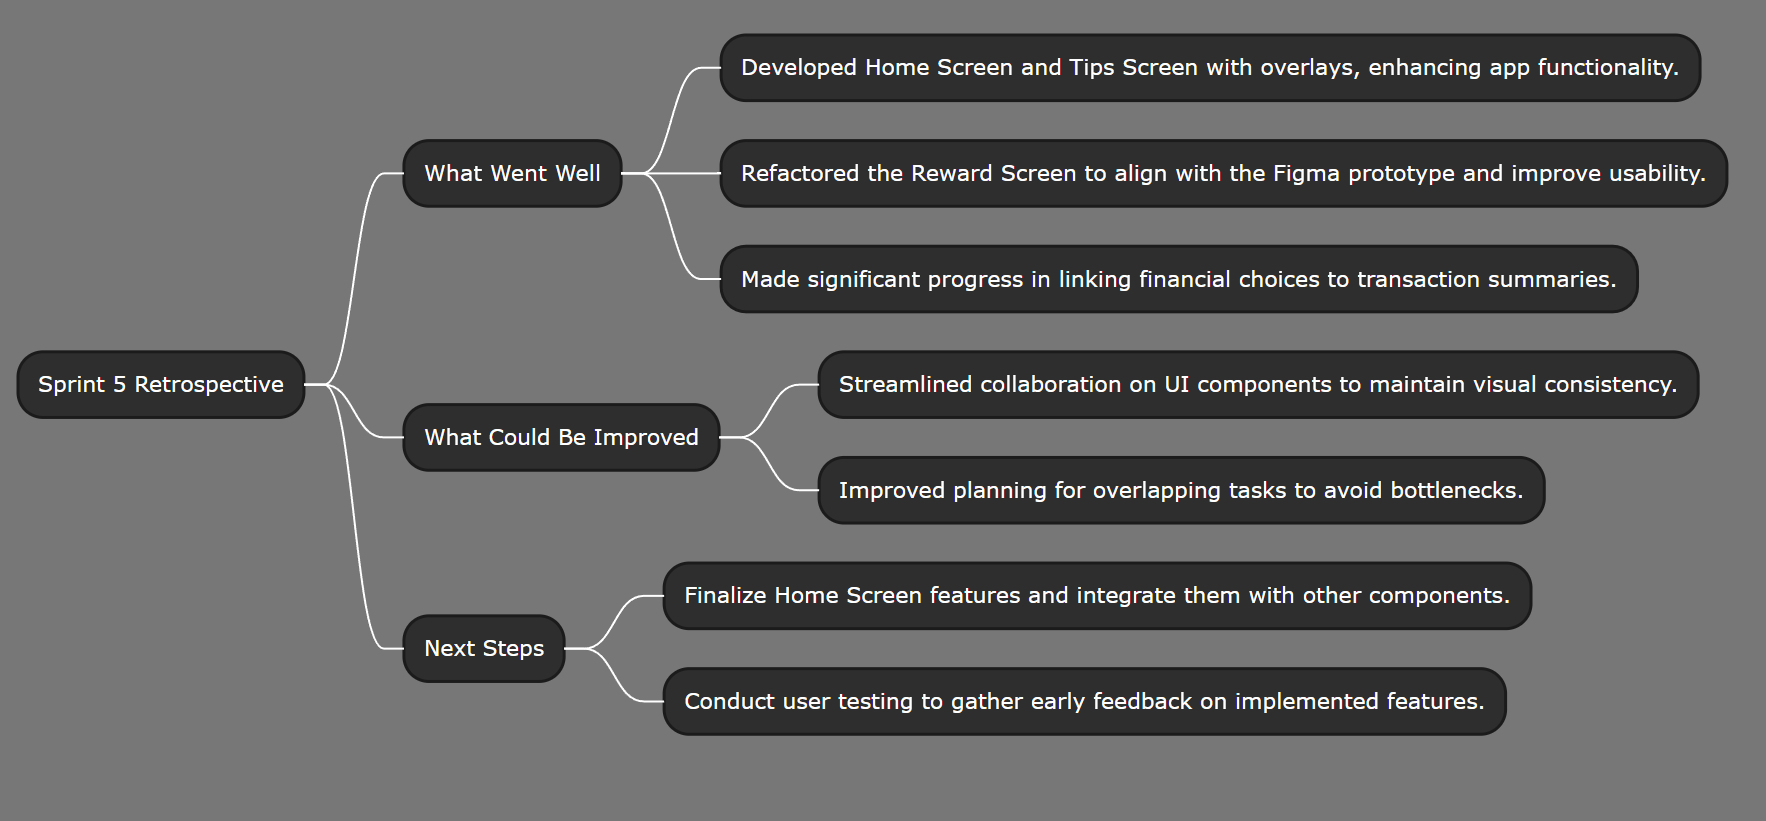 Sprint 5 Retrospective
What Went Well
Developed Home Screen and Tips Screen with overlays, enhancing app functionality.
Refactored the Reward Screen to align with the Figma prototype and improve usability.
Made significant progress in linking financial choices to transaction summaries.
What Could Be Improved
Streamlined collaboration on UI components to maintain visual consistency.
Improved planning for overlapping tasks to avoid bottlenecks.
Next Steps
Finalize Home Screen features and integrate them with other components.
Conduct user testing to gather early feedback on implemented features.